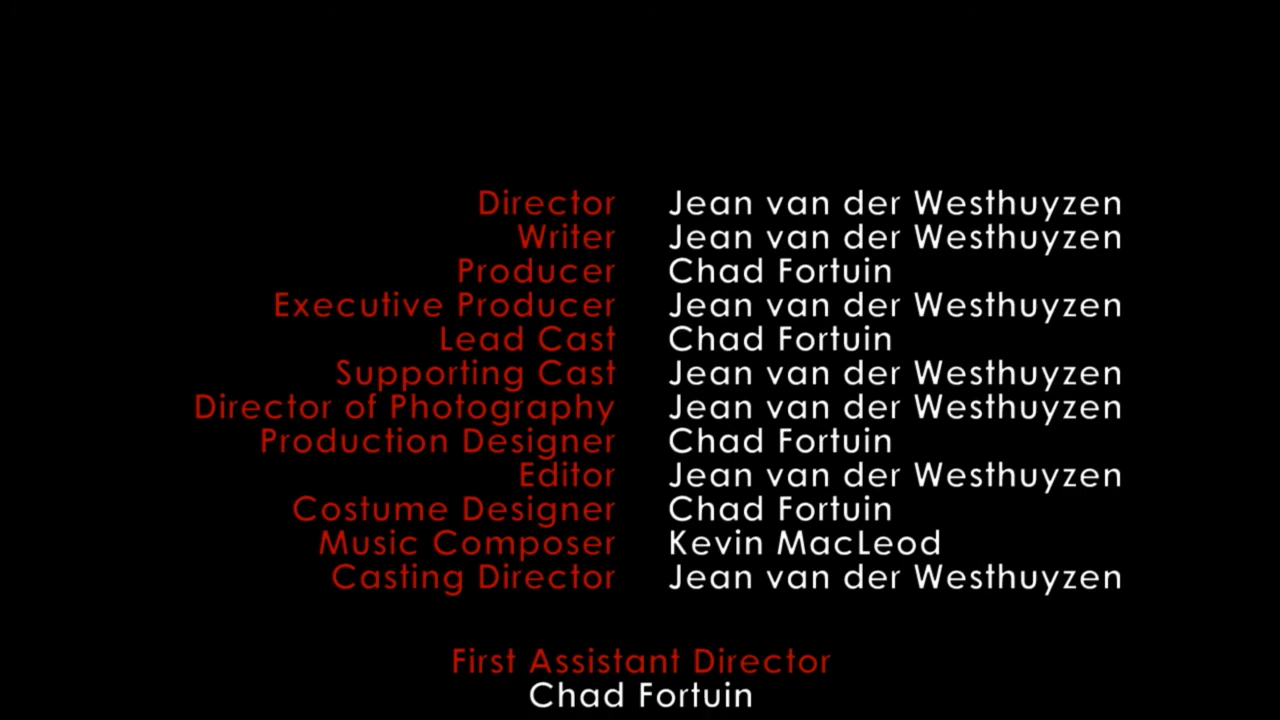 Director Jean van der Westhuyzen
Writer Jean van der Westhuyzen
Producer Chad Fortuin
Executive Producer Jean van der Westhuyzen
Lead Cast Chad Fortuin
Supporting Cast Jean van der Westhuyzen
Director of Photography Jean van der Westhuyzen
Production Designer Chad Fortuin
Editor Jean van der Westhuyzen
Costume Designer Chad Fortuin
Music Composer Kevin MacLeod
Casting Director Jean van der Westhuyzen
First Assistant Director
Chad Fortuin